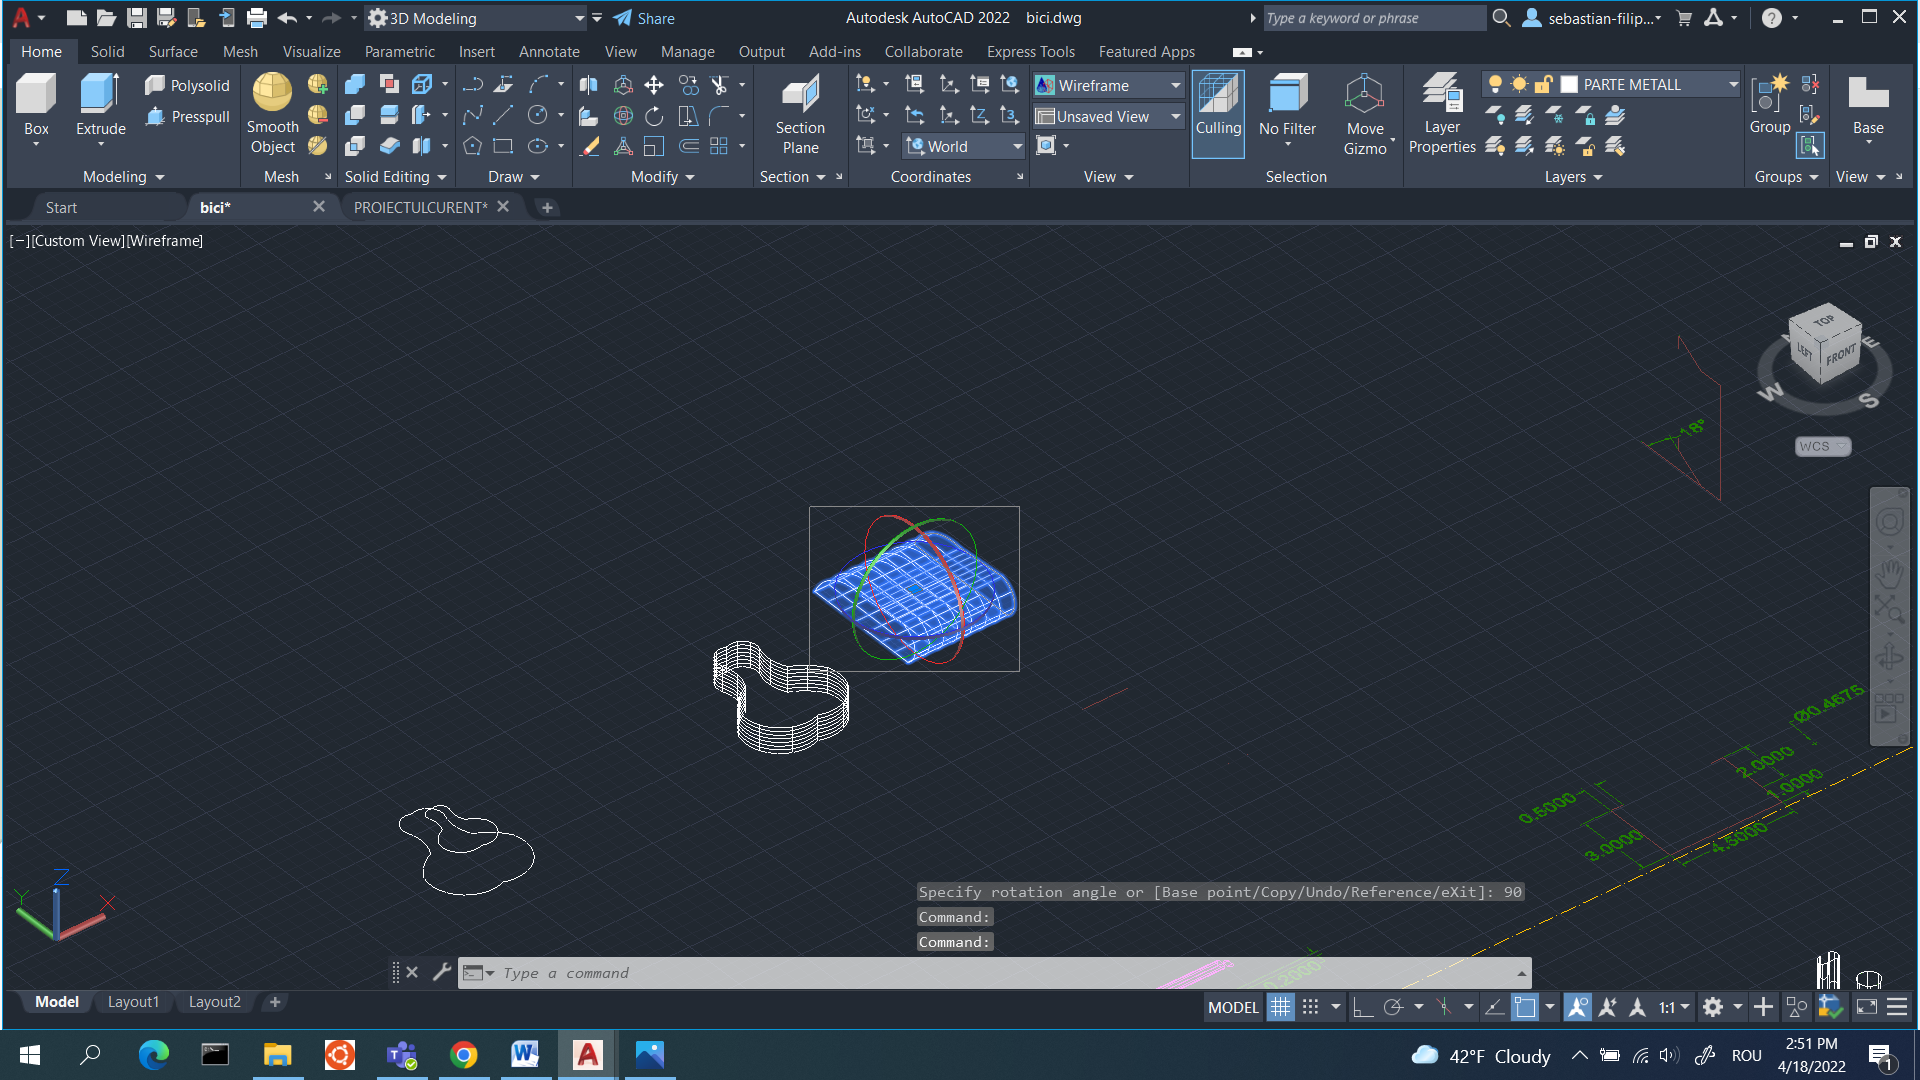 3D Modeling
Share
Autodesk AutoCAD 2022 bici.dwg
Type a keyword or phrase
sebastian-filip...
Home Solid Surface Mesh Visualize Parametric Insert Annotate View Manage Output Add-ins Collaborate Express Tools Featured Apps
Box
Extrude
Polysolid
Presspull
Modeling
Smooth
Object
Mesh
Solid Editing
Draw
Modify
Section
Plane
Section
World
Coordinates
Wireframe
Unsaved View
View
Culling
No Filter
Move
Gizmo
Selection
Layer
Properties
PARTE METALL
Layers
Group
Groups
Base
View
Start
bici*
PROIECTULCURENT*
[−][Custom View][Wireframe]
TOP
LEFT
FRONT
E
W
S
WCS
18°
Ø0.4675
2.0000
1.0000
0.5000
3.0000
4.5000
0.2000
Z
Y
X
Specify rotation angle or [Base point/Copy/Undo/Reference/eXit]: 90
Command:
Command:
Type a command
Model Layout1 Layout2
MODEL
1:1
42°F Cloudy
ROU
2:51 PM
4/18/2022
1